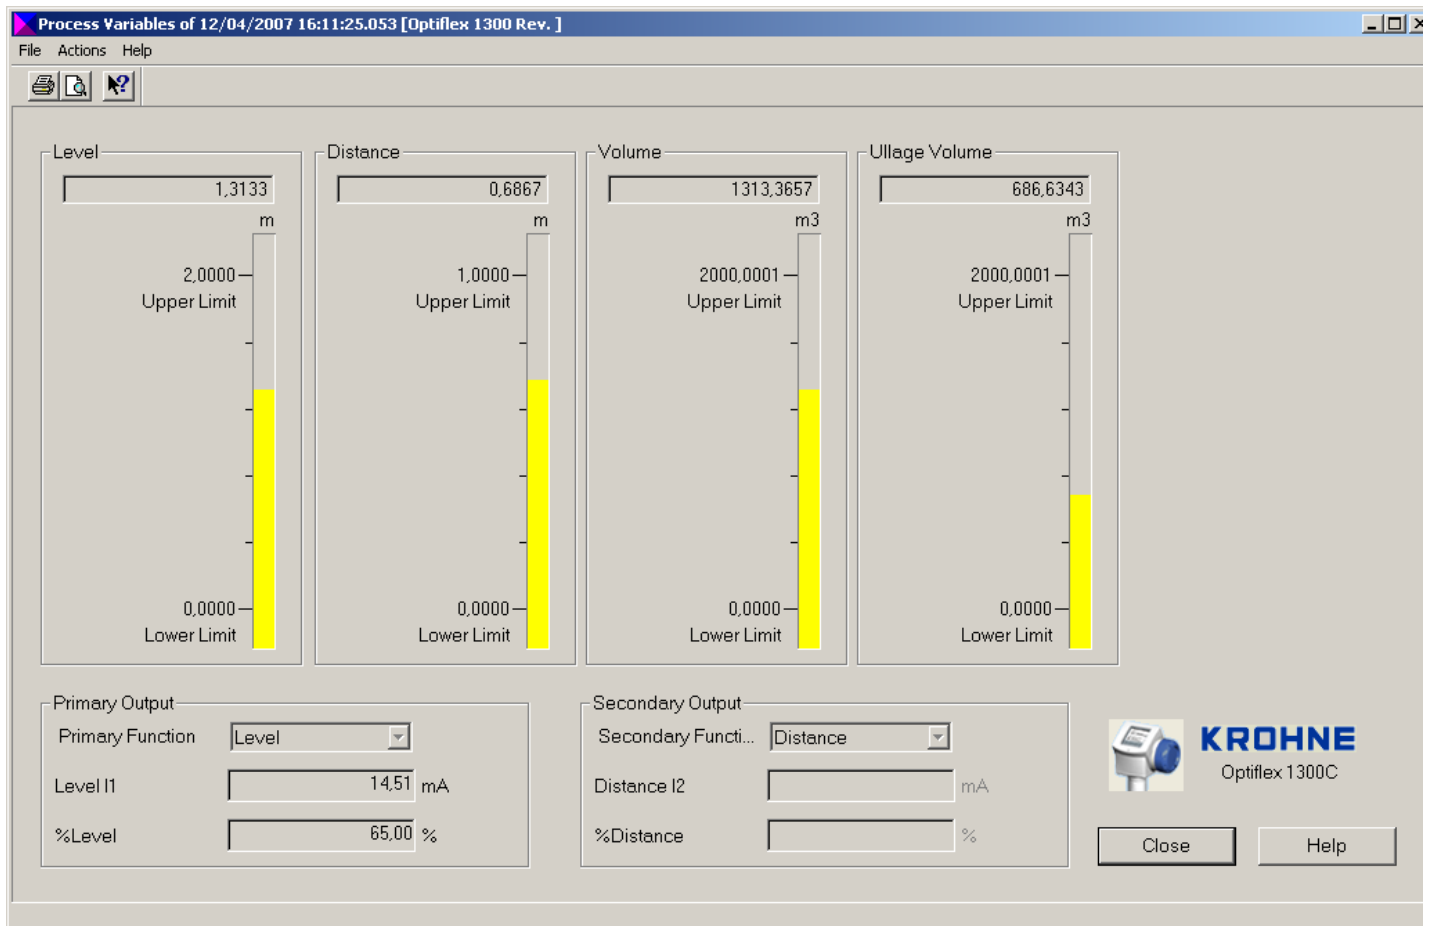 Process Variables of 12/04/2007 16:11:25.053 [Optiflex 1300 Rev. ]
File Actions Help
Level
1,3133
m
2,0000
Upper Limit
0,0000
Lower Limit
Distance
0,6867
m
1,0000
Upper Limit
0,0000
Lower Limit
Volume
1313,3657
m3
2000,0001
Upper Limit
0,0000
Lower Limit
Ullage Volume
686,6343
m3
2000,0001
Upper Limit
0,0000
Lower Limit
Primary Output
Primary Function Level
Level I1 14,51 mA
%Level 65,00 %
Secondary Output
Secondary Functi... Distance
Distance I2 mA
%Distance %
KROHNE
Optiflex 1300C
Close Help